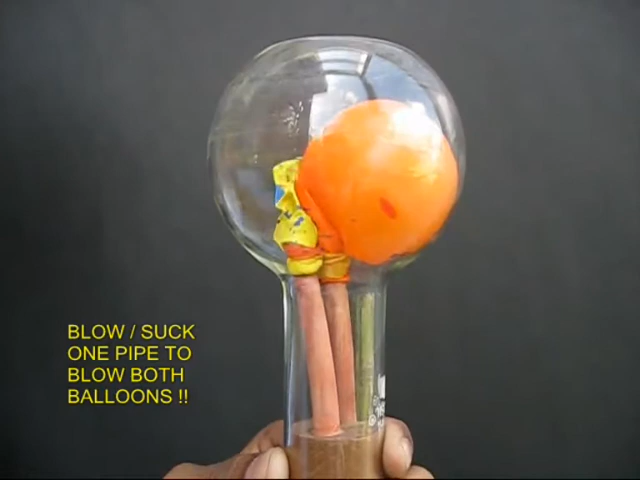 BLOW / SUCK
ONE PIPE TO
BLOW BOTH
BALLOONS !!